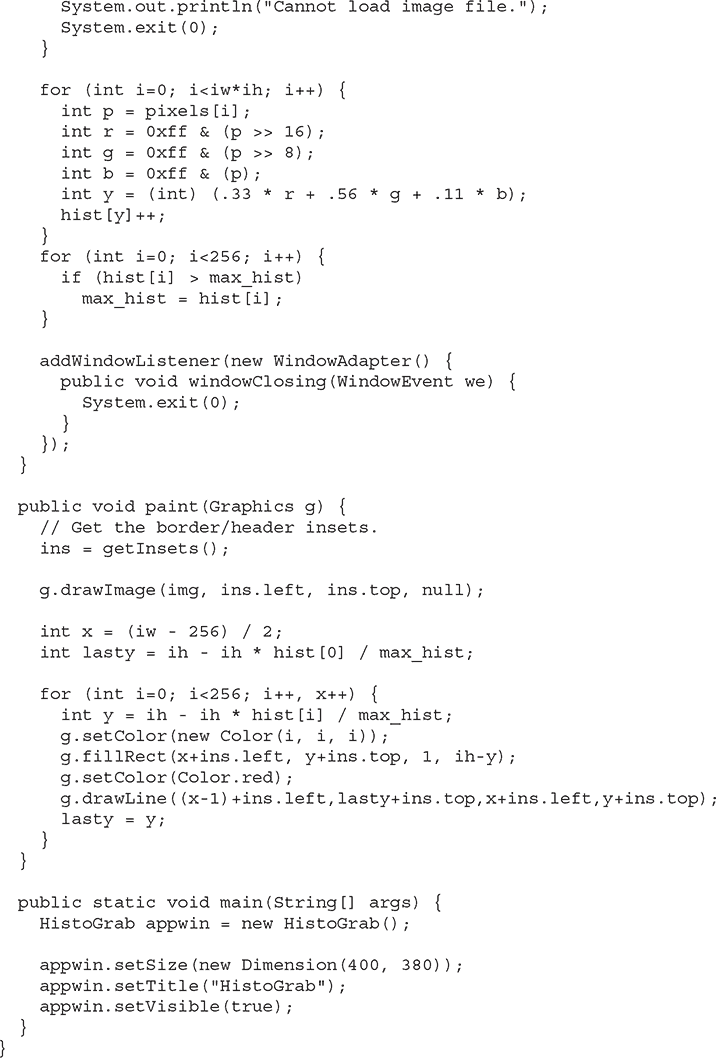 System.out.println("Cannot load image file.");
      System.exit(0);
    }

    for (int i=0; i<iw*ih; i++) {
      int p = pixels[i];
      int r = 0xff & (p >> 16);
      int g = 0xff & (p >> 8);
      int b = 0xff & (p);
      int y = (int) (.33 * r + .56 * g + .11 * b);
      hist[y]++;
    }
    for (int i=0; i<256; i++) {
      if (hist[i] > max_hist)
        max_hist = hist[i];
    }

    addWindowListener(new WindowAdapter() {
      public void windowClosing(WindowEvent we) {
        System.exit(0);
      }
    });
  }

  public void paint(Graphics g) {
    // Get the border/header insets.
    ins = getInsets();

    g.drawImage(img, ins.left, ins.top, null);

    int x = (iw - 256) / 2;
    int lasty = ih - ih * hist[0] / max_hist;

    for (int i=0; i<256; i++, x++) {
      int y = ih - ih * hist[i] / max_hist;
      g.setColor(new Color(i, i, i));
      g.fillRect(x+ins.left, y+ins.top, 1, ih-y);
      g.setColor(Color.red);
      g.drawLine((x-1)+ins.left,lasty+ins.top,x+ins.left,y+ins.top);
      lasty = y;
    }
  }

  public static void main(String[] args) {
    HistoGrab appwin = new HistoGrab();

    appwin.setSize(new Dimension(400, 380));
    appwin.setTitle("HistoGrab");
    appwin.setVisible(true);
  }
}